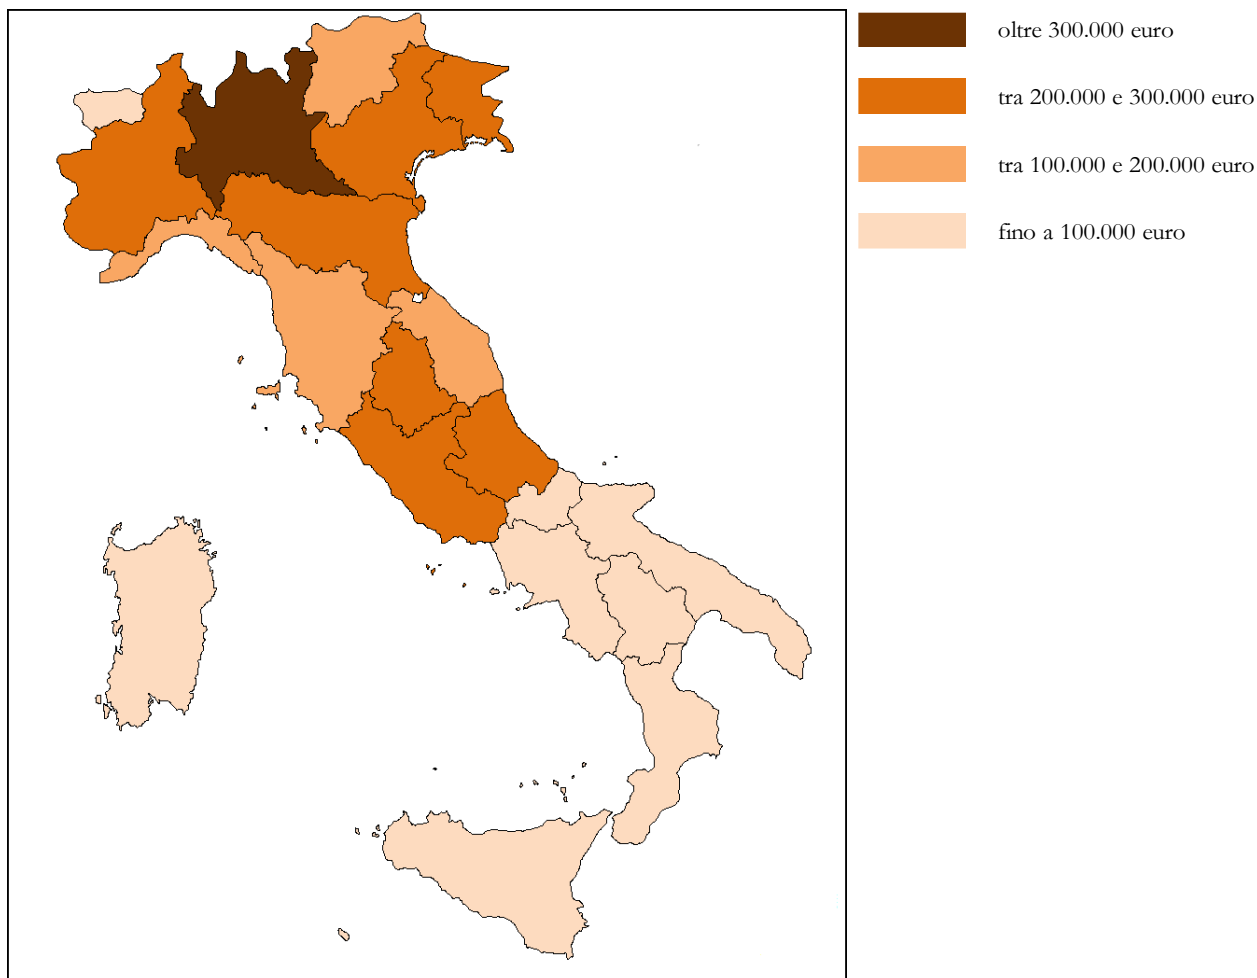 oltre 300.000 euro
tra 200.000 e 300.000 euro
tra 100.000 e 200.000 euro
fino a 100.000 euro